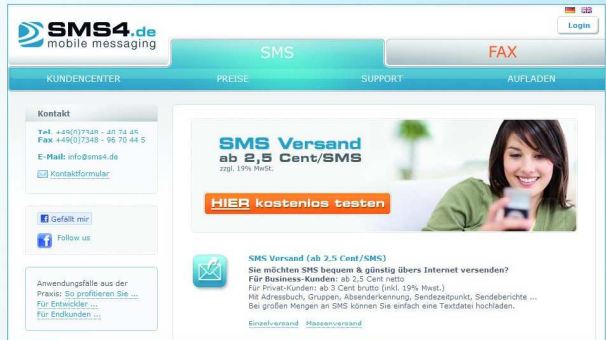 Login
SMS4.de
mobile messaging
SMS
FAX
KUNDENCENTER
PREISE
SUPPORT
AUFLADEN
Kontakt
Tel. +49(0)7348 - 40 74 45
Fax +49(0)7348 - 96 70 44 5
E-Mail: info@sms4.de
Kontaktformular
Gefällt mir
Follow us
Anwendungsfälle aus der
Praxis: So profitieren Sie ...
Für Entwickler ...
Für Endkunden ...
SMS Versand
ab 2,5 Cent/SMS
zzgl. 19% MwSt.
HIER kostenlos testen
SMS Versand (ab 2,5 Cent/SMS)
Sie möchten SMS bequem & günstig übers Internet versenden?
Für Business-Kunden: ab 2,5 Cent netto
Für Privat-Kunden: ab 3 Cent brutto (inkl. 19% Mwst.)
Mit Adressbuch, Gruppen, Absenderkennung, Sendezeitpunkt, Sendeberichte ...
Bei großen Mengen an SMS können Sie einfach eine Textdatei hochladen.
Einzelversand Massenversand